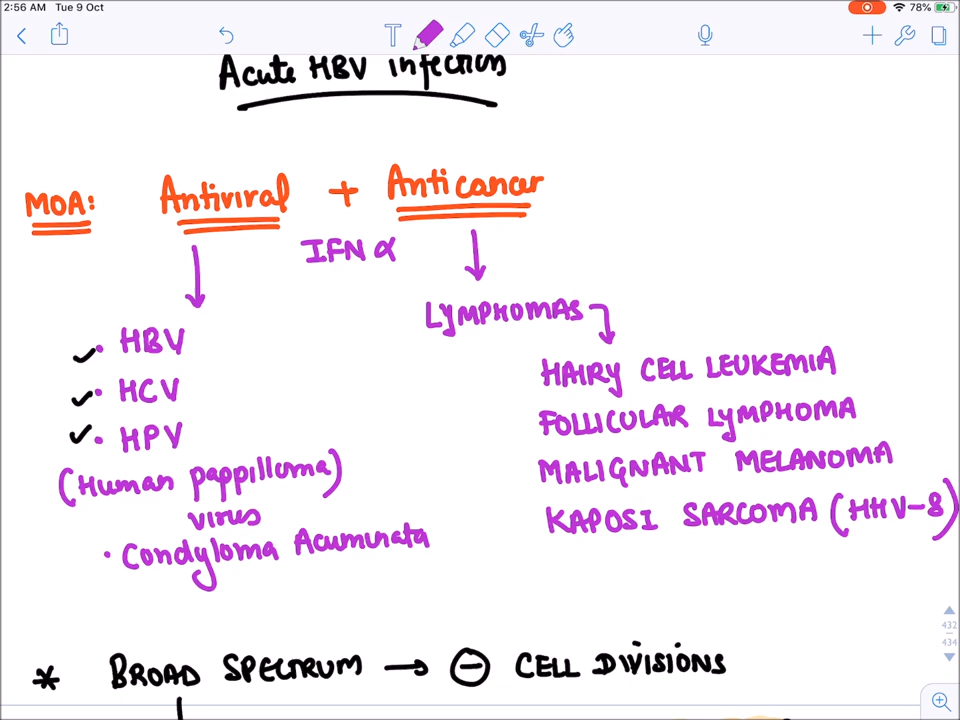 2:56 AM Tue 9 Oct
78%
T
Acute HBV infection
MOA: Antiviral + Anticancer
IFN α
LYMPHOMAS
• HBV
• HCV
• HPV
(Human pappilloma)
virus
• Condyloma Acuminata
HAIRY CELL LEUKEMIA
FOLLICULAR LYMPHOMA
MALIGNANT MELANOMA
KAPOSI SARCOMA (HHV-8)
432
434
* BROAD SPECTRUM → ⊖ CELL DIVISIONS